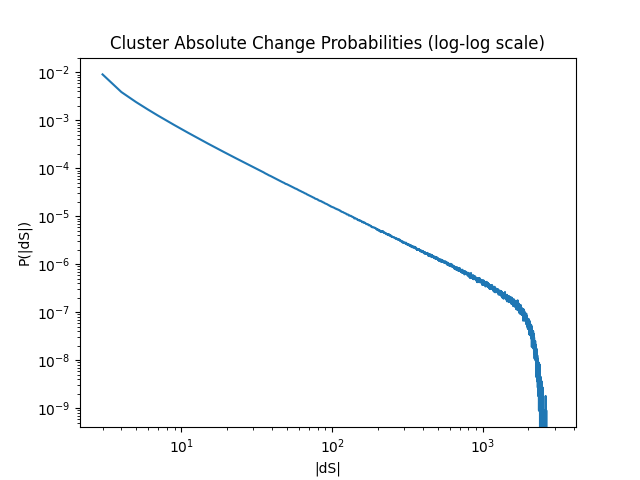 Cluster Absolute Change Probabilities (log-log scale)
P(|dS|)
10⁻²
10⁻³
10⁻⁴
10⁻⁵
10⁻⁶
10⁻⁷
10⁻⁸
10⁻⁹
10¹ 10² 10³
|dS|